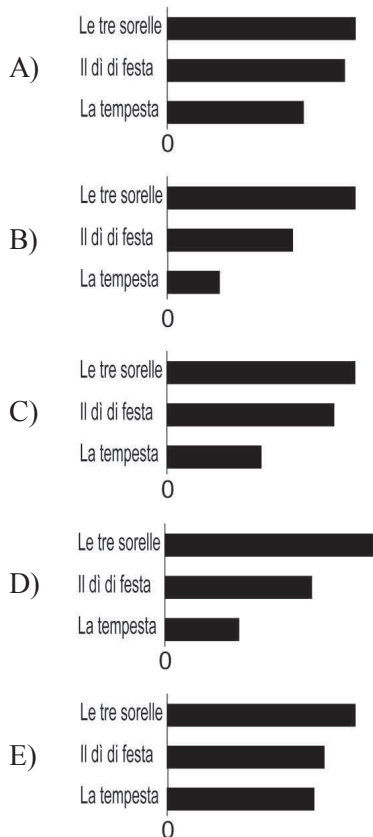 Le tre sorelle
A) Il dì di festa
La tempesta
0
Le tre sorelle
B) Il dì di festa
La tempesta
0
Le tre sorelle
C) Il dì di festa
La tempesta
0
Le tre sorelle
D) Il dì di festa
La tempesta
0
Le tre sorelle
E) Il dì di festa
La tempesta
0